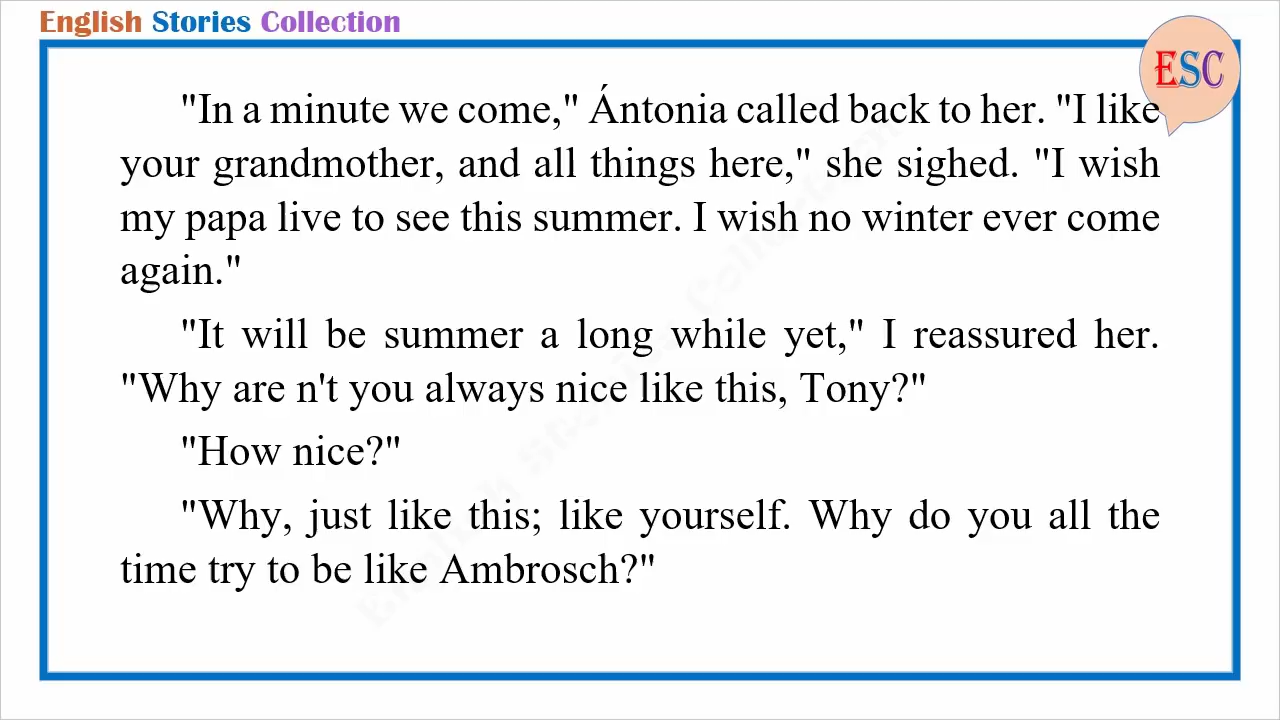 English Stories Collection
ESC
"In a minute we come," Ántonia called back to her. "I like
your grandmother, and all things here," she sighed. "I wish
my papa live to see this summer. I wish no winter ever come
again."
"It will be summer a long while yet," I reassured her.
"Why are n't you always nice like this, Tony?"
"How nice?"
"Why, just like this; like yourself. Why do you all the
time try to be like Ambrosch?"
English Stories Collection